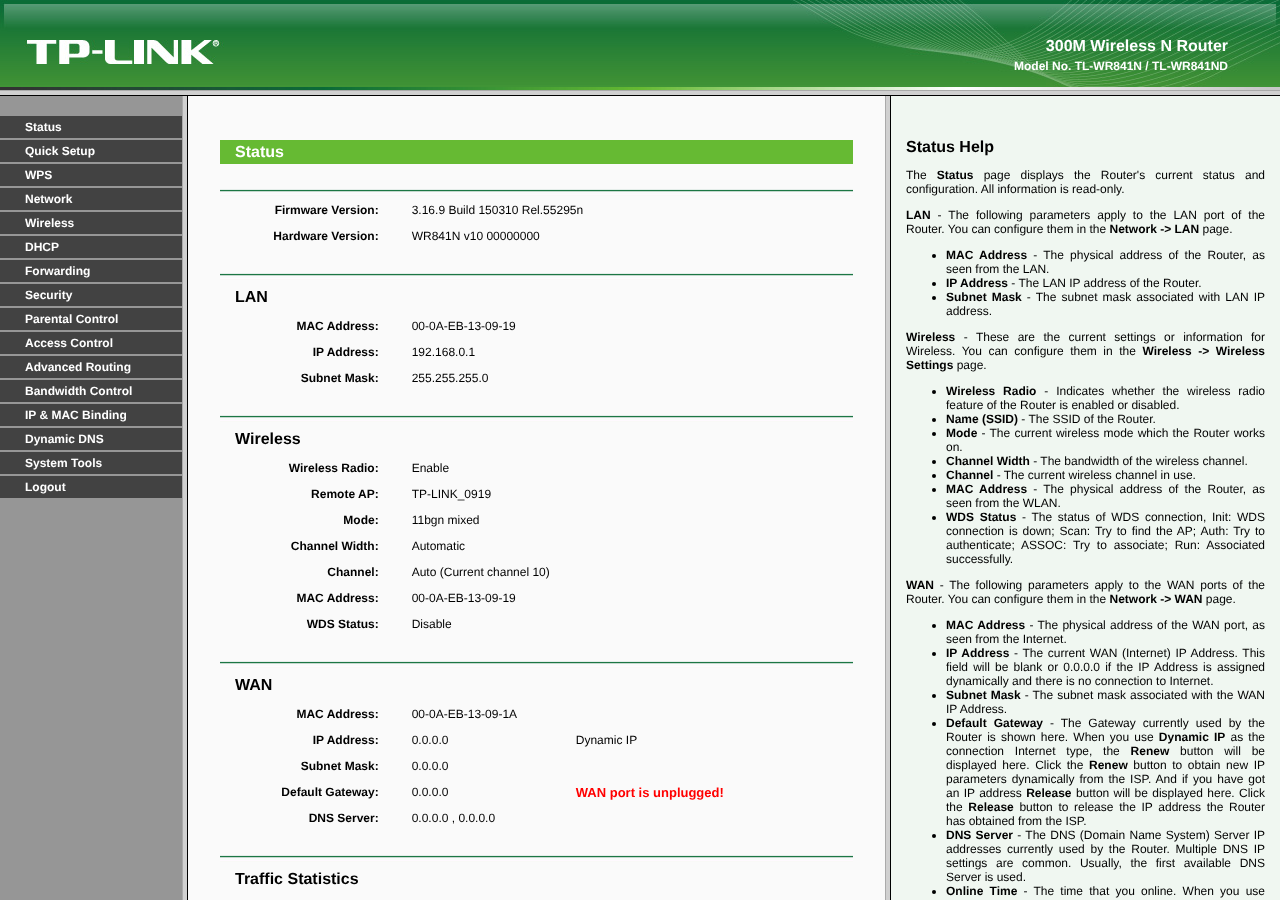 TP-LINK®
300M Wireless N Router
Model No. TL-WR841N / TL-WR841ND
Status
Quick Setup
WPS
Network
Wireless
DHCP
Forwarding
Security
Parental Control
Access Control
Advanced Routing
Bandwidth Control
IP & MAC Binding
Dynamic DNS
System Tools
Logout
Status
Firmware Version: 3.16.9 Build 150310 Rel.55295n
Hardware Version: WR841N v10 00000000
LAN
MAC Address: 00-0A-EB-13-09-19
IP Address: 192.168.0.1
Subnet Mask: 255.255.255.0
Wireless
Wireless Radio: Enable
Remote AP: TP-LINK_0919
Mode: 11bgn mixed
Channel Width: Automatic
Channel: Auto (Current channel 10)
MAC Address: 00-0A-EB-13-09-19
WDS Status: Disable
WAN
MAC Address: 00-0A-EB-13-09-1A
IP Address: 0.0.0.0 Dynamic IP
Subnet Mask: 0.0.0.0
Default Gateway: 0.0.0.0 WAN port is unplugged!
DNS Server: 0.0.0.0 , 0.0.0.0
Traffic Statistics
Status Help
The Status page displays the Router's current status and
configuration. All information is read-only.
LAN - The following parameters apply to the LAN port of the
Router. You can configure them in the Network -> LAN page.
• MAC Address - The physical address of the Router, as
seen from the LAN.
• IP Address - The LAN IP address of the Router.
• Subnet Mask - The subnet mask associated with LAN IP
address.
Wireless - These are the current settings or information for
Wireless. You can configure them in the Wireless -> Wireless
Settings page.
• Wireless Radio - Indicates whether the wireless radio
feature of the Router is enabled or disabled.
• Name (SSID) - The SSID of the Router.
• Mode - The current wireless mode which the Router works
on.
• Channel Width - The bandwidth of the wireless channel.
• Channel - The current wireless channel in use.
• MAC Address - The physical address of the Router, as
seen from the WLAN.
• WDS Status - The status of WDS connection, Init: WDS
connection is down; Scan: Try to find the AP; Auth: Try to
authenticate; ASSOC: Try to associate; Run: Associated
successfully.
WAN - The following parameters apply to the WAN ports of the
Router. You can configure them in the Network -> WAN page.
• MAC Address - The physical address of the WAN port, as
seen from the Internet.
• IP Address - The current WAN (Internet) IP Address. This
field will be blank or 0.0.0.0 if the IP Address is assigned
dynamically and there is no connection to Internet.
• Subnet Mask - The subnet mask associated with the WAN
IP Address.
• Default Gateway - The Gateway currently used by the
Router is shown here. When you use Dynamic IP as the
connection Internet type, the Renew button will be
displayed here. Click the Renew button to obtain new IP
parameters dynamically from the ISP. And if you have got
an IP address Release button will be displayed here. Click
the Release button to release the IP address the Router
has obtained from the ISP.
• DNS Server - The DNS (Domain Name System) Server IP
addresses currently used by the Router. Multiple DNS IP
settings are common. Usually, the first available DNS
Server is used.
• Online Time - The time that you online. When you use